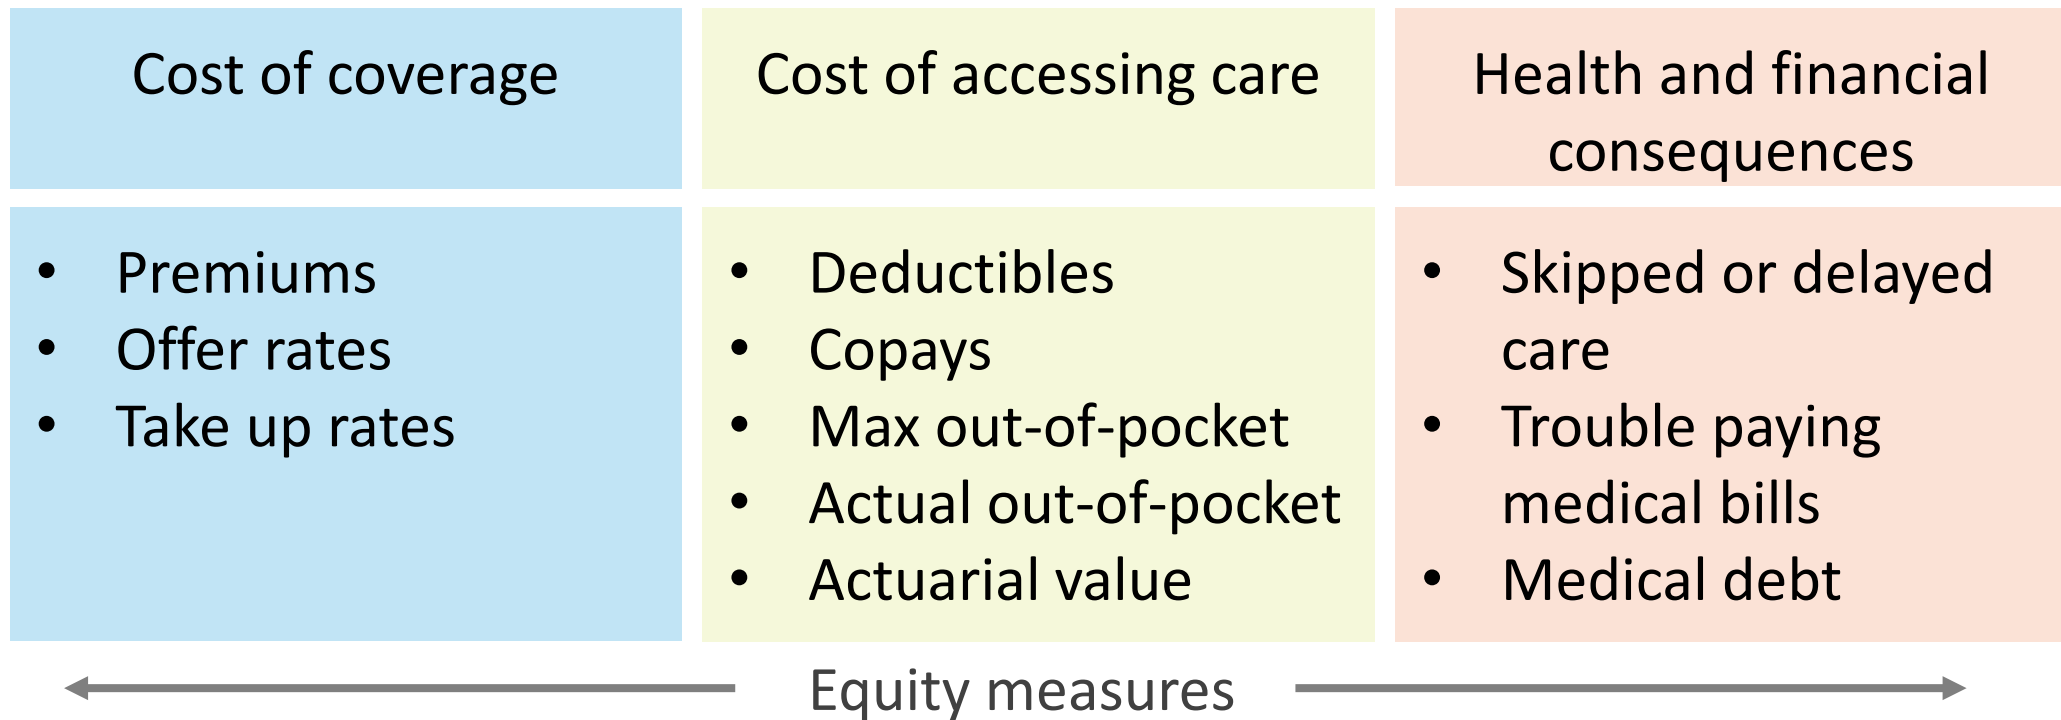 Cost of coverage
Cost of accessing care
Health and financial
consequences
• Premiums
• Offer rates
• Take up rates
• Deductibles
• Copays
• Max out-of-pocket
• Actual out-of-pocket
• Actuarial value
• Skipped or delayed
care
• Trouble paying
medical bills
• Medical debt
Equity measures